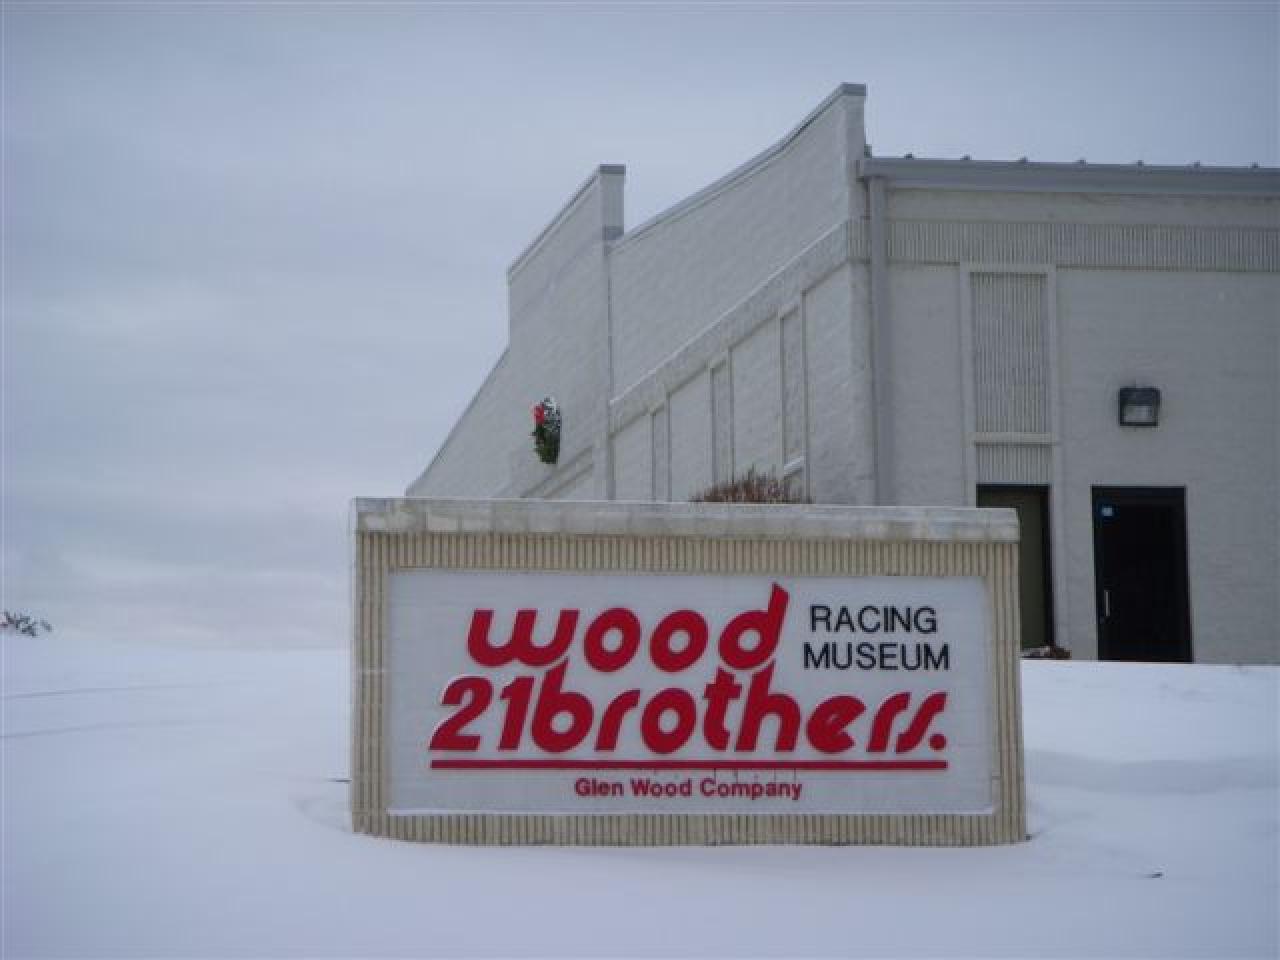 wood RACING
MUSEUM
21brothers.
Glen Wood Company